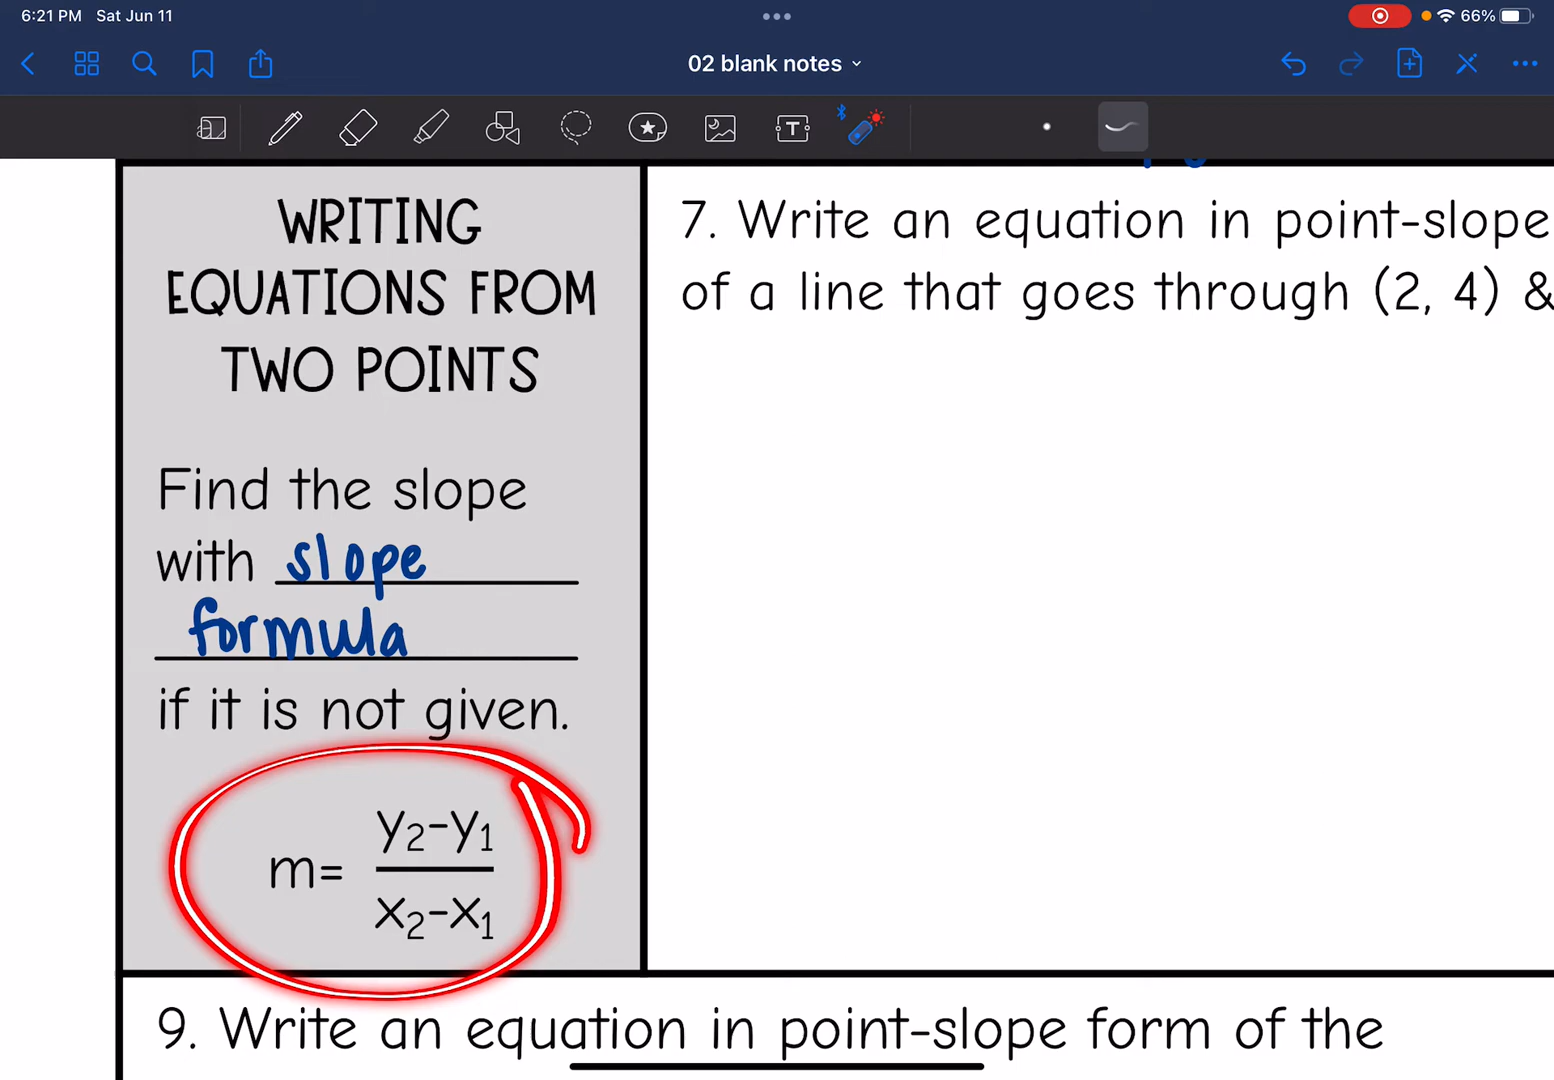 6:21 PM Sat Jun 11
66%
02 blank notes
T
WRITING
EQUATIONS FROM
TWO POINTS
Find the slope
with slope
formula
if it is not given.
m= y₂-y₁
x₂-x₁
7. Write an equation in point-slope
of a line that goes through (2, 4) &
9. Write an equation in point-slope form of the